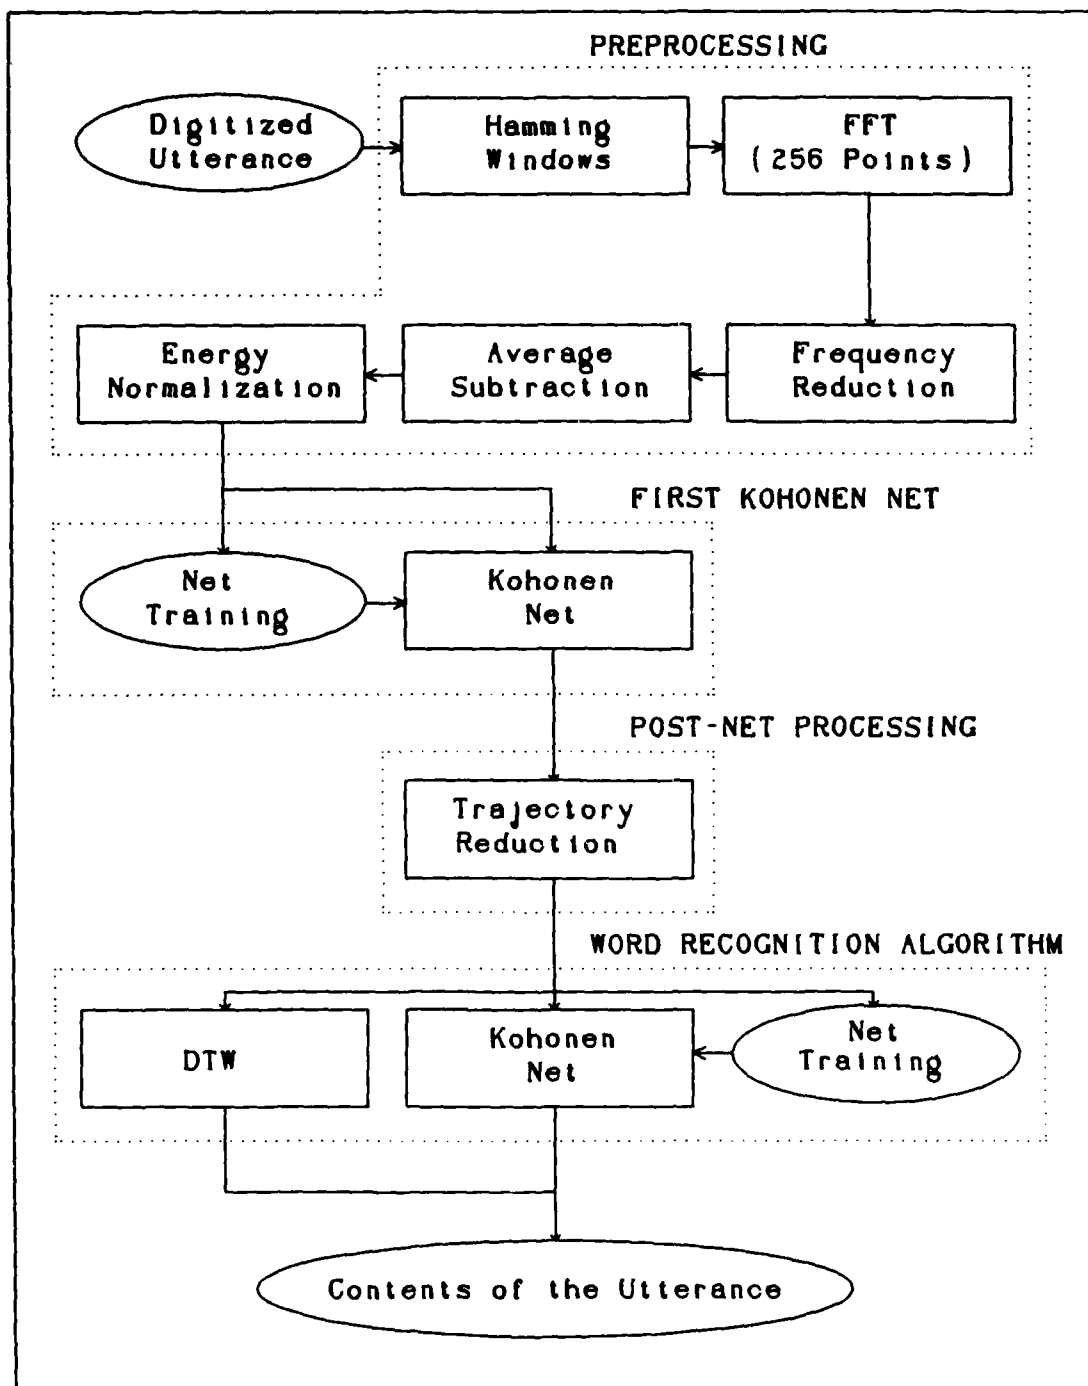 PREPROCESSING
Digitized
Utterance
Hamming
Windows
FFT
(256 Points)
Energy
Normalization
Average
Subtraction
Frequency
Reduction
FIRST KOHONEN NET
Net
Training
Kohonen
Net
POST-NET PROCESSING
Trajectory
Reduction
WORD RECOGNITION ALGORITHM
DTW
Kohonen
Net
Net
Training
Contents of the Utterance